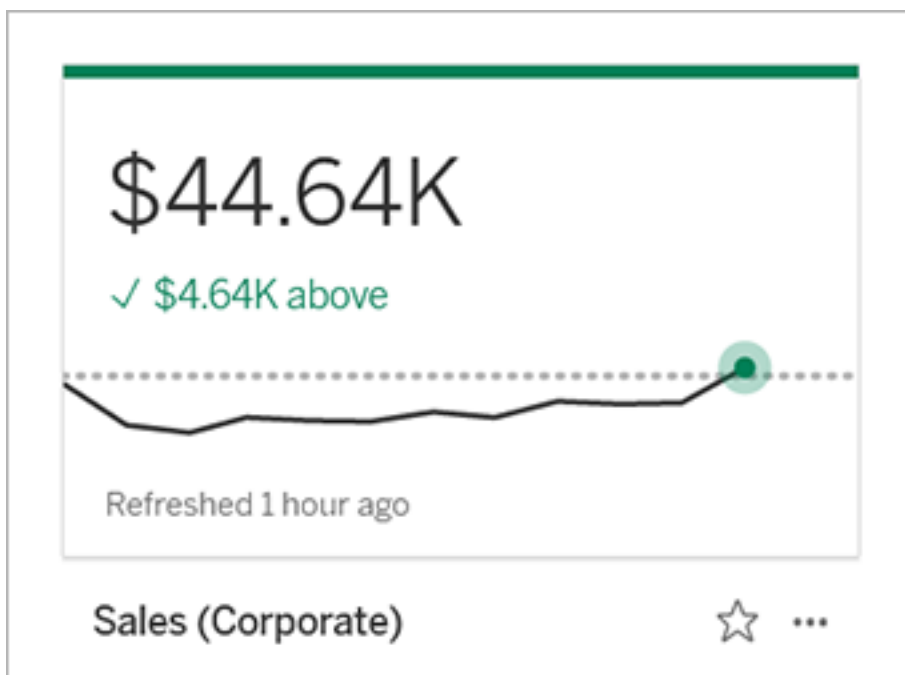 $44.64K
✓ $4.64K above
Refreshed 1 hour ago
Sales (Corporate)